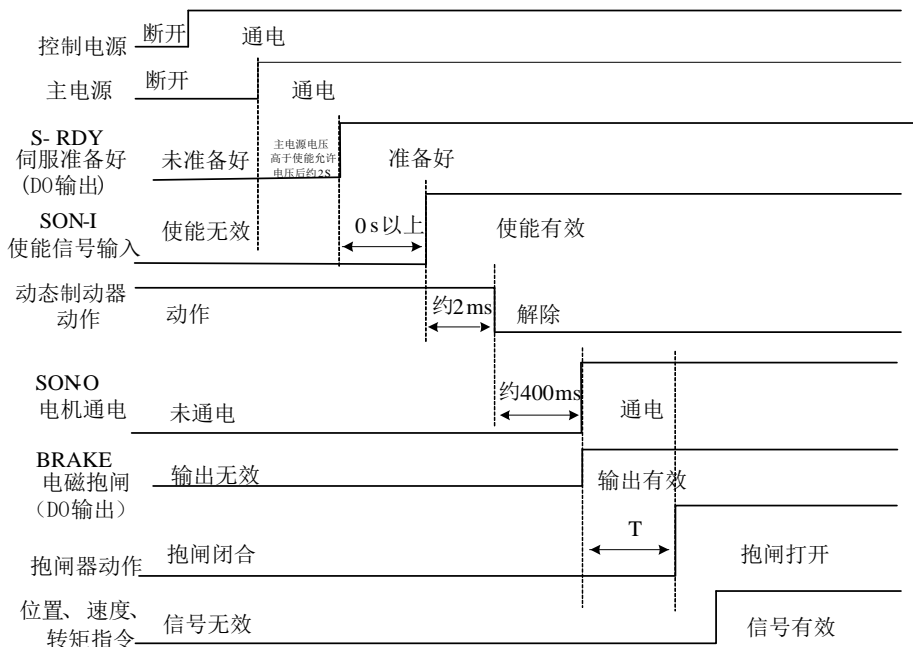 控制电源 断开 通电
主电源 断开 通电
S- RDY
伺服准备好
(DO输出)
未准备好
主电源电压
高于使能允许
电压后约2S
准备好
SON-I
使能信号输入
使能无效
0s以上
使能有效
动态制动器
动作
动作
约2ms
解除
SON-O
电机通电
未通电
约400ms
通电
BRAKE
电磁抱闸
(DO输出)
输出无效
输出有效
T
抱闸器动作
抱闸闭合
抱闸打开
位置、速度、
转矩指令
信号无效
信号有效